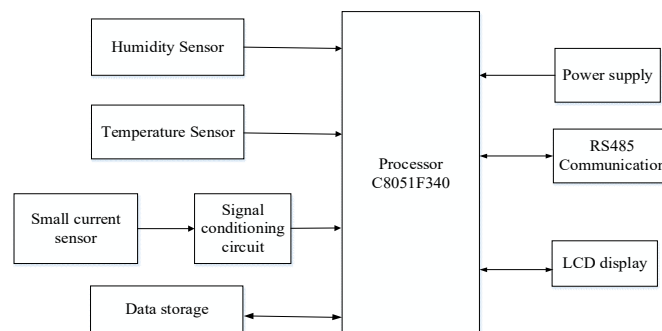 Humidity Sensor
Temperature Sensor
Small current
sensor
Signal
conditioning
circuit
Data storage
Processor
C8051F340
Power supply
RS485
Communication
LCD display